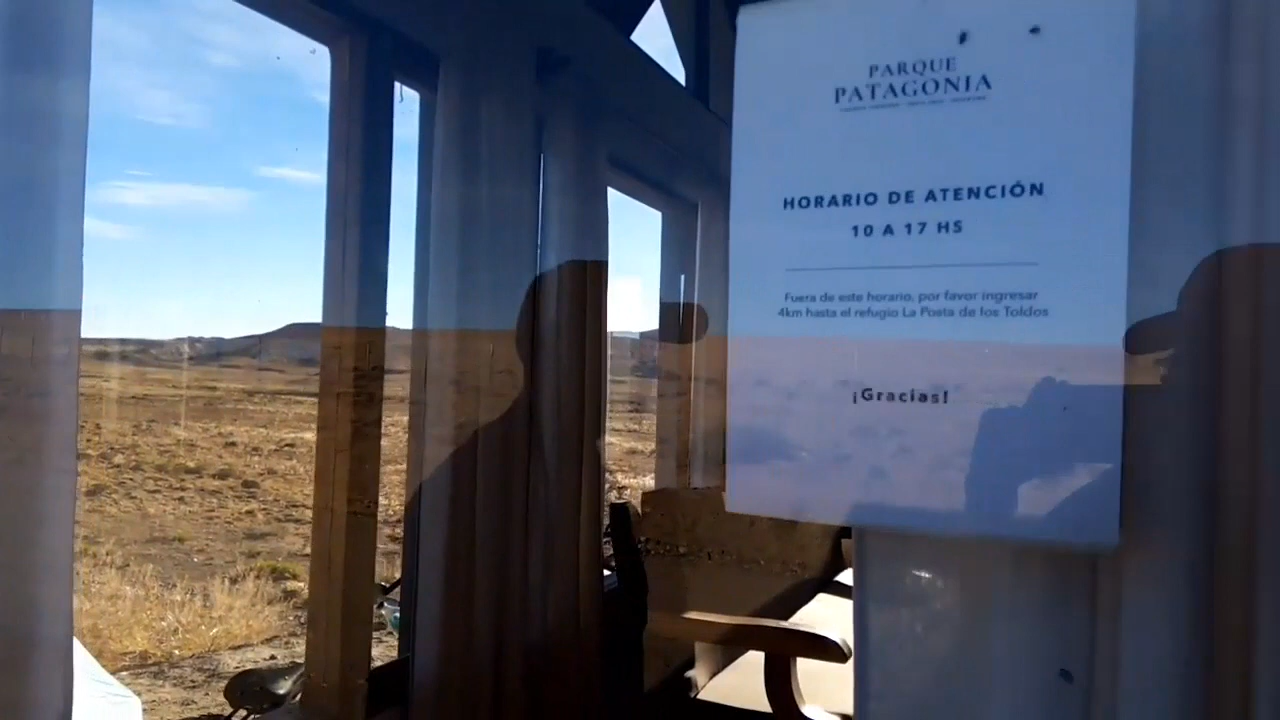 PARQUE
PATAGONIA
HORARIO DE ATENCIÓN
10 A 17 HS
Fuera de este horario, por favor ingresar
4km hasta el refugio La Posta de los Toldos
¡Gracias!